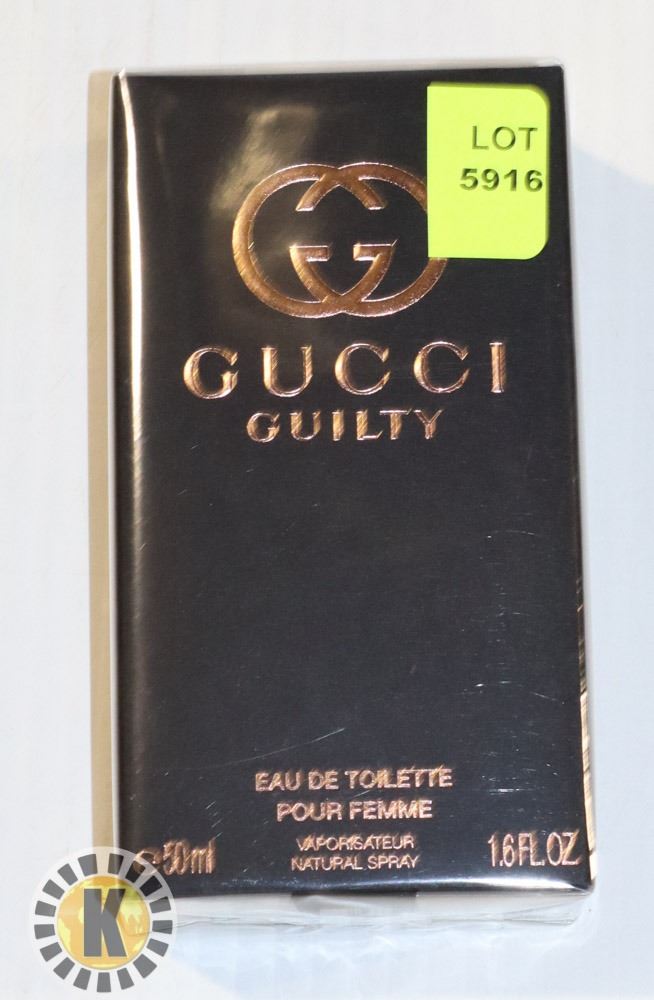 LOT
5916
GUCCI
GUILTY
EAU DE TOILETTE
POUR FEMME
VAPORISATEUR
NATURAL SPRAY
e 50ml
1.6 FL.OZ
K